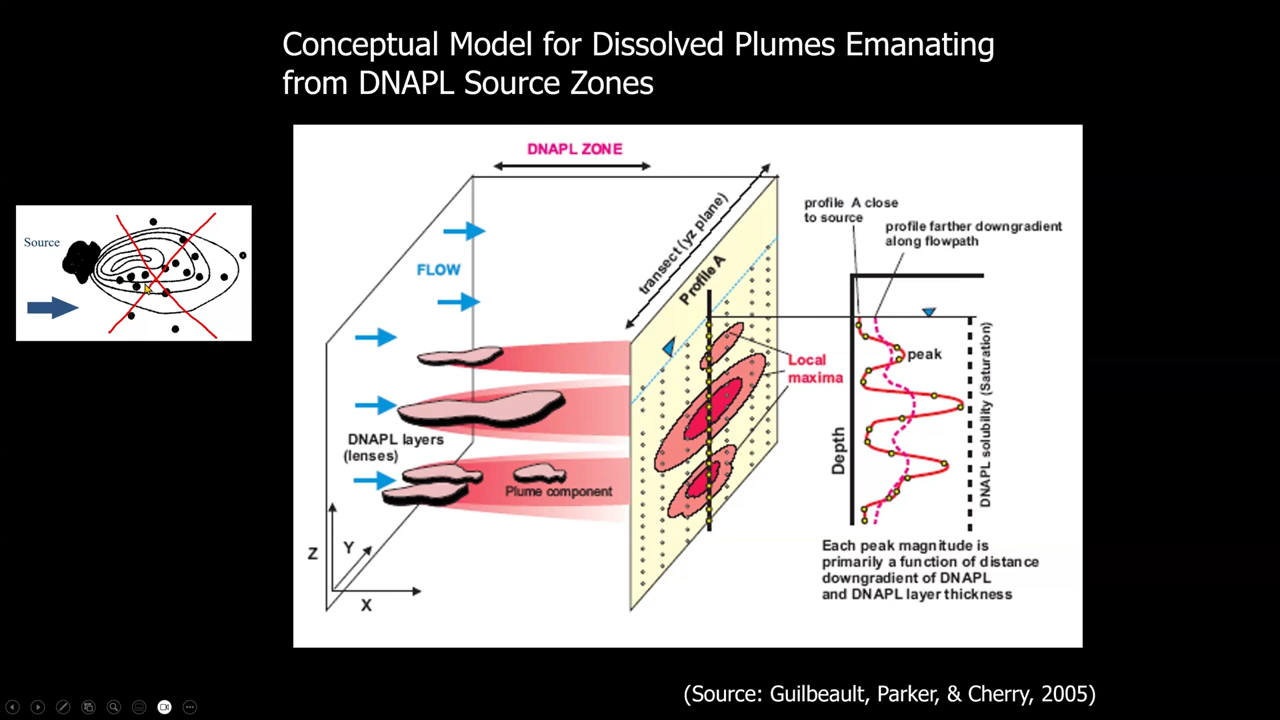 Conceptual Model for Dissolved Plumes Emanating
from DNAPL Source Zones
Source
DNAPL ZONE
FLOW
transect (yz plane)
Profile A
DNAPL layers
(lenses)
Plume component
Z
Y
X
Local
maxima
profile A close
to source
profile farther downgradient
along flowpath
peak
Depth
DNAPL solubility (Saturation)
Each peak magnitude is
primarily a function of distance
downgradient of DNAPL
and DNAPL layer thickness
(Source: Guilbeault, Parker, & Cherry, 2005)